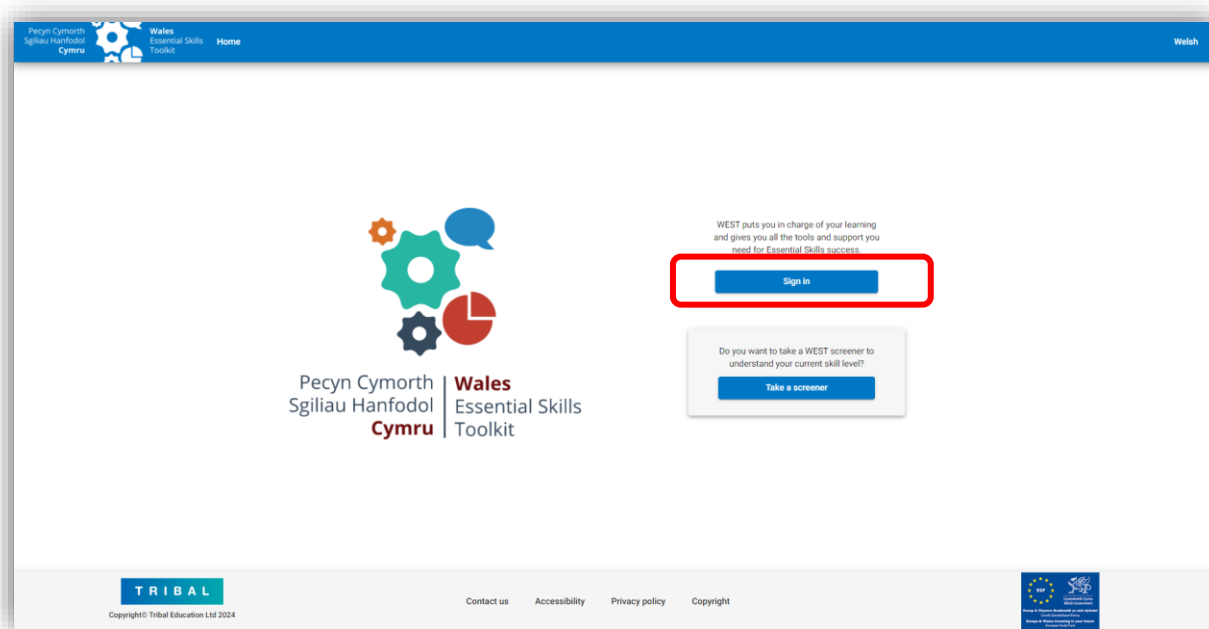 Pecyn Cymorth
Sgiliau Hanfodol
Cymru
Wales
Essential Skills
Toolkit
Home
Welsh
WEST puts you in charge of your learning
and gives you all the tools and support you
need for Essential Skills success.
Sign in
Do you want to take a WEST screener to
understand your current skill level?
Take a screener
Pecyn Cymorth
Sgiliau Hanfodol
Cymru
Wales
Essential Skills
Toolkit
TRIBAL
Copyright© Tribal Education Ltd 2024
Contact us
Accessibility
Privacy policy
Copyright
ESF